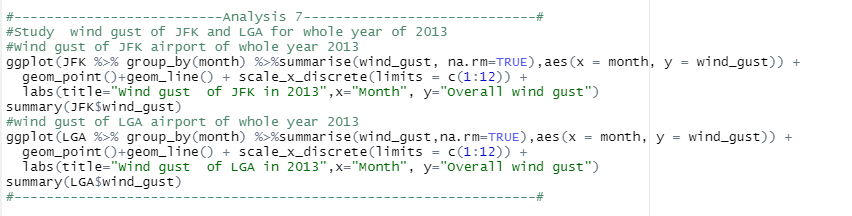 #--------------------------Analysis 7-----------------------------#
#Study  wind gust of JFK and LGA for whole year of 2013
#Wind gust of JFK airport of whole year 2013
ggplot(JFK %>% group_by(month) %>%summarise(wind_gust, na.rm=TRUE),aes(x = month, y = wind_gust)) +
  geom_point()+geom_line() + scale_x_discrete(limits = c(1:12)) +
  labs(title="Wind gust  of JFK in 2013",x="Month", y="Overall wind gust")
summary(JFK$wind_gust)
#wind gust of LGA airport of whole year 2013
ggplot(LGA %>% group_by(month) %>%summarise(wind_gust,na.rm=TRUE),aes(x = month, y = wind_gust)) +
  geom_point()+geom_line() + scale_x_discrete(limits = c(1:12)) +
  labs(title="Wind gust  of LGA in 2013",x="Month", y="Overall wind gust")
summary(LGA$wind_gust)
#-----------------------------------------------------------------#